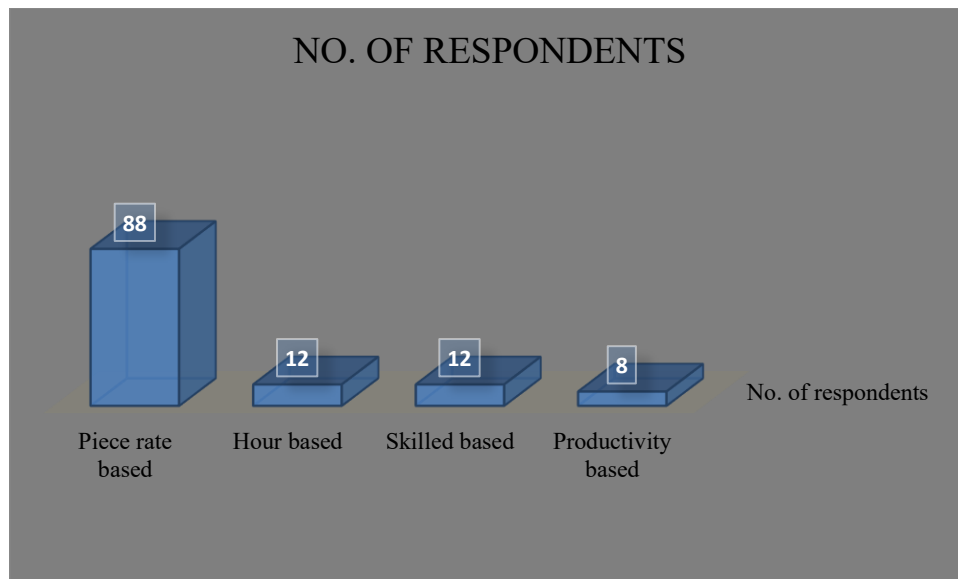 NO. OF RESPONDENTS
88
12
12
8
No. of respondents
Piece rate
based
Hour based
Skilled based
Productivity
based